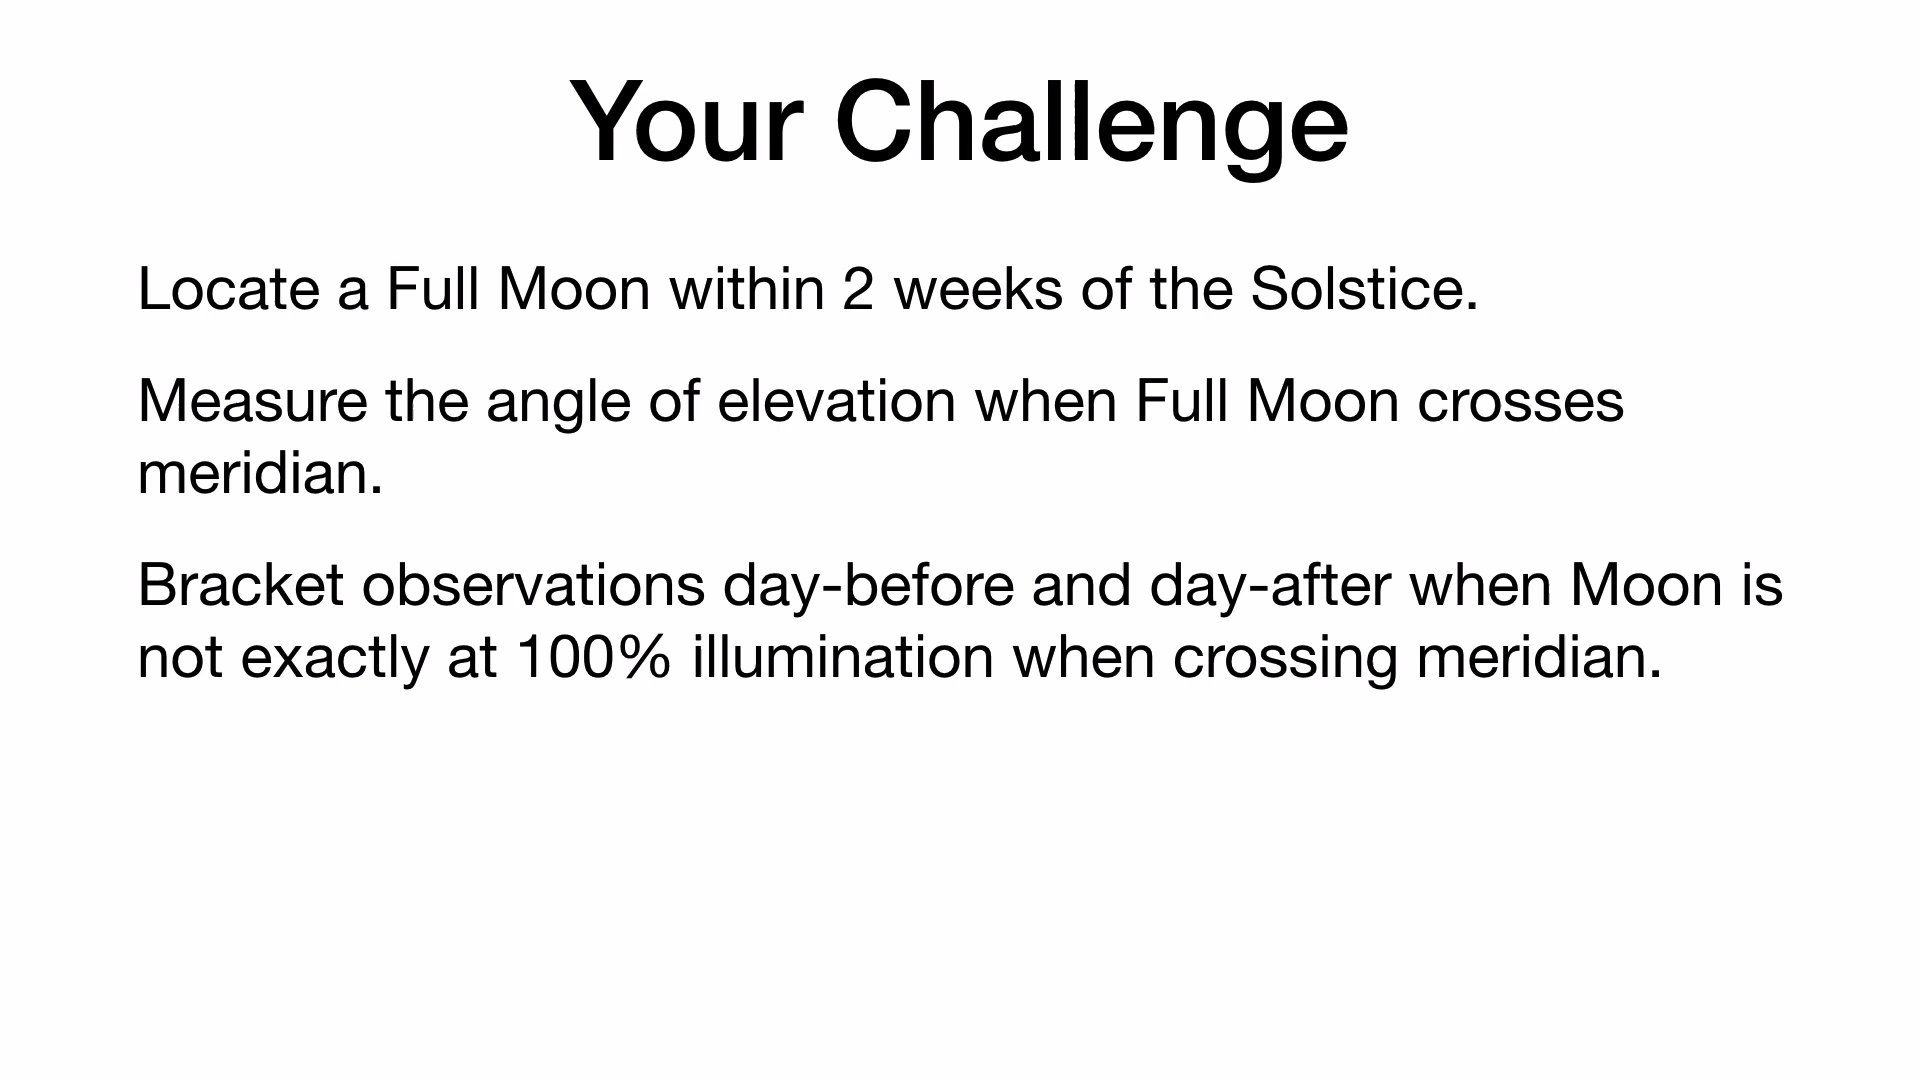 Your Challenge
Locate a Full Moon within 2 weeks of the Solstice.
Measure the angle of elevation when Full Moon crosses
meridian.
Bracket observations day-before and day-after when Moon is
not exactly at 100% illumination when crossing meridian.